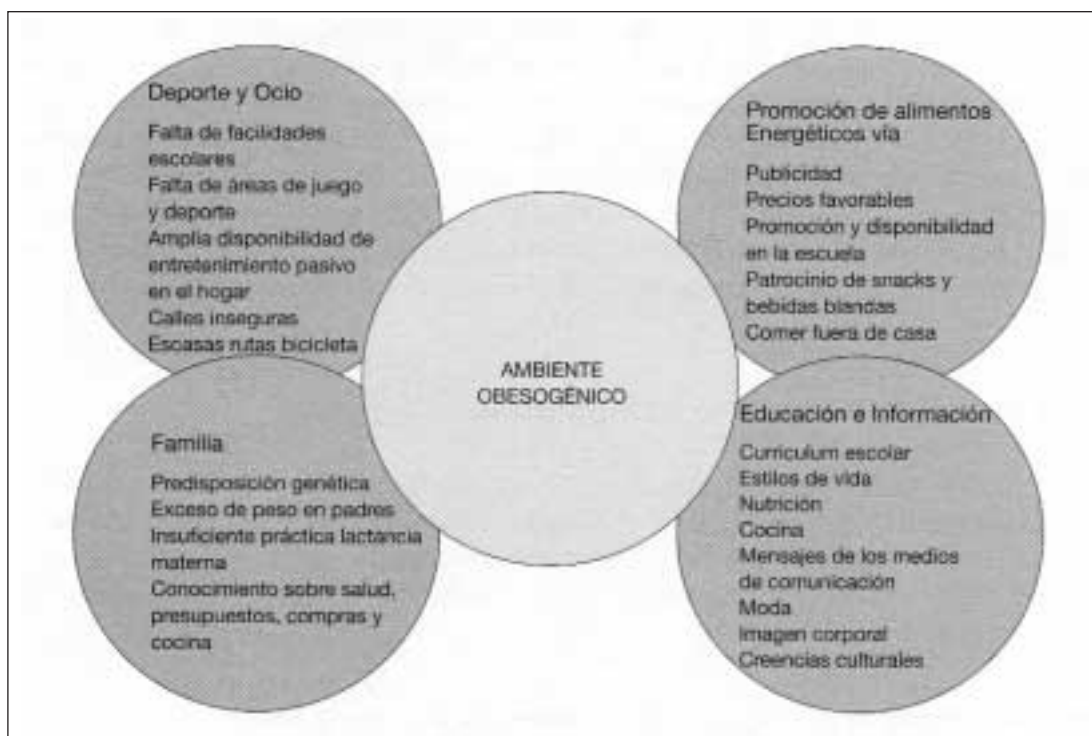 Deporte y Ocio
Falta de facilidades
escolares
Falta de áreas de juego
y deporte
Amplia disponibilidad de
entretenimiento pasivo
en el hogar
Calles inseguras
Escasas rutas bicicleta
Promoción de alimentos
Energéticos vía
Publicidad
Precios favorables
Promoción y disponibilidad
en la escuela
Patrocinio de snacks y
bebidas blandas
Comer fuera de casa
AMBIENTE
OBESOGÉNICO
Familia
Predisposición genética
Exceso de peso en padres
Insuficiente práctica lactancia
materna
Conocimiento sobre salud,
presupuestos, compras y
cocina
Educación e Información
Curriculum escolar
Estilos de vida
Nutrición
Cocina
Mensajes de los medios
de comunicación
Moda
Imagen corporal
Creencias culturales